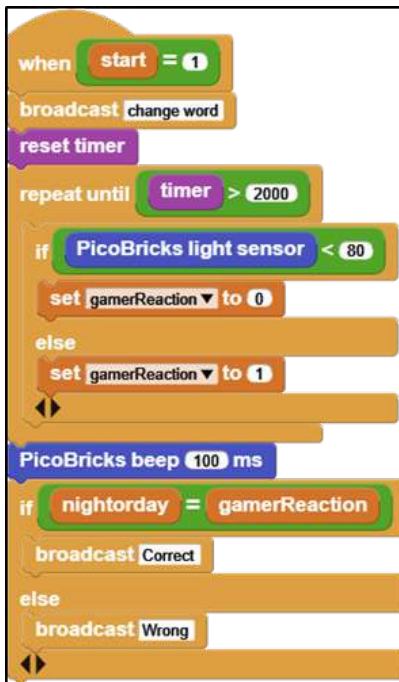 when start = 1
broadcast change word
reset timer
repeat until timer > 2000
if PicoBricks light sensor < 80
set gamerReaction to 0
else
set gamerReaction to 1
PicoBricks beep 100 ms
if nightorday = gamerReaction
broadcast Correct
else
broadcast Wrong